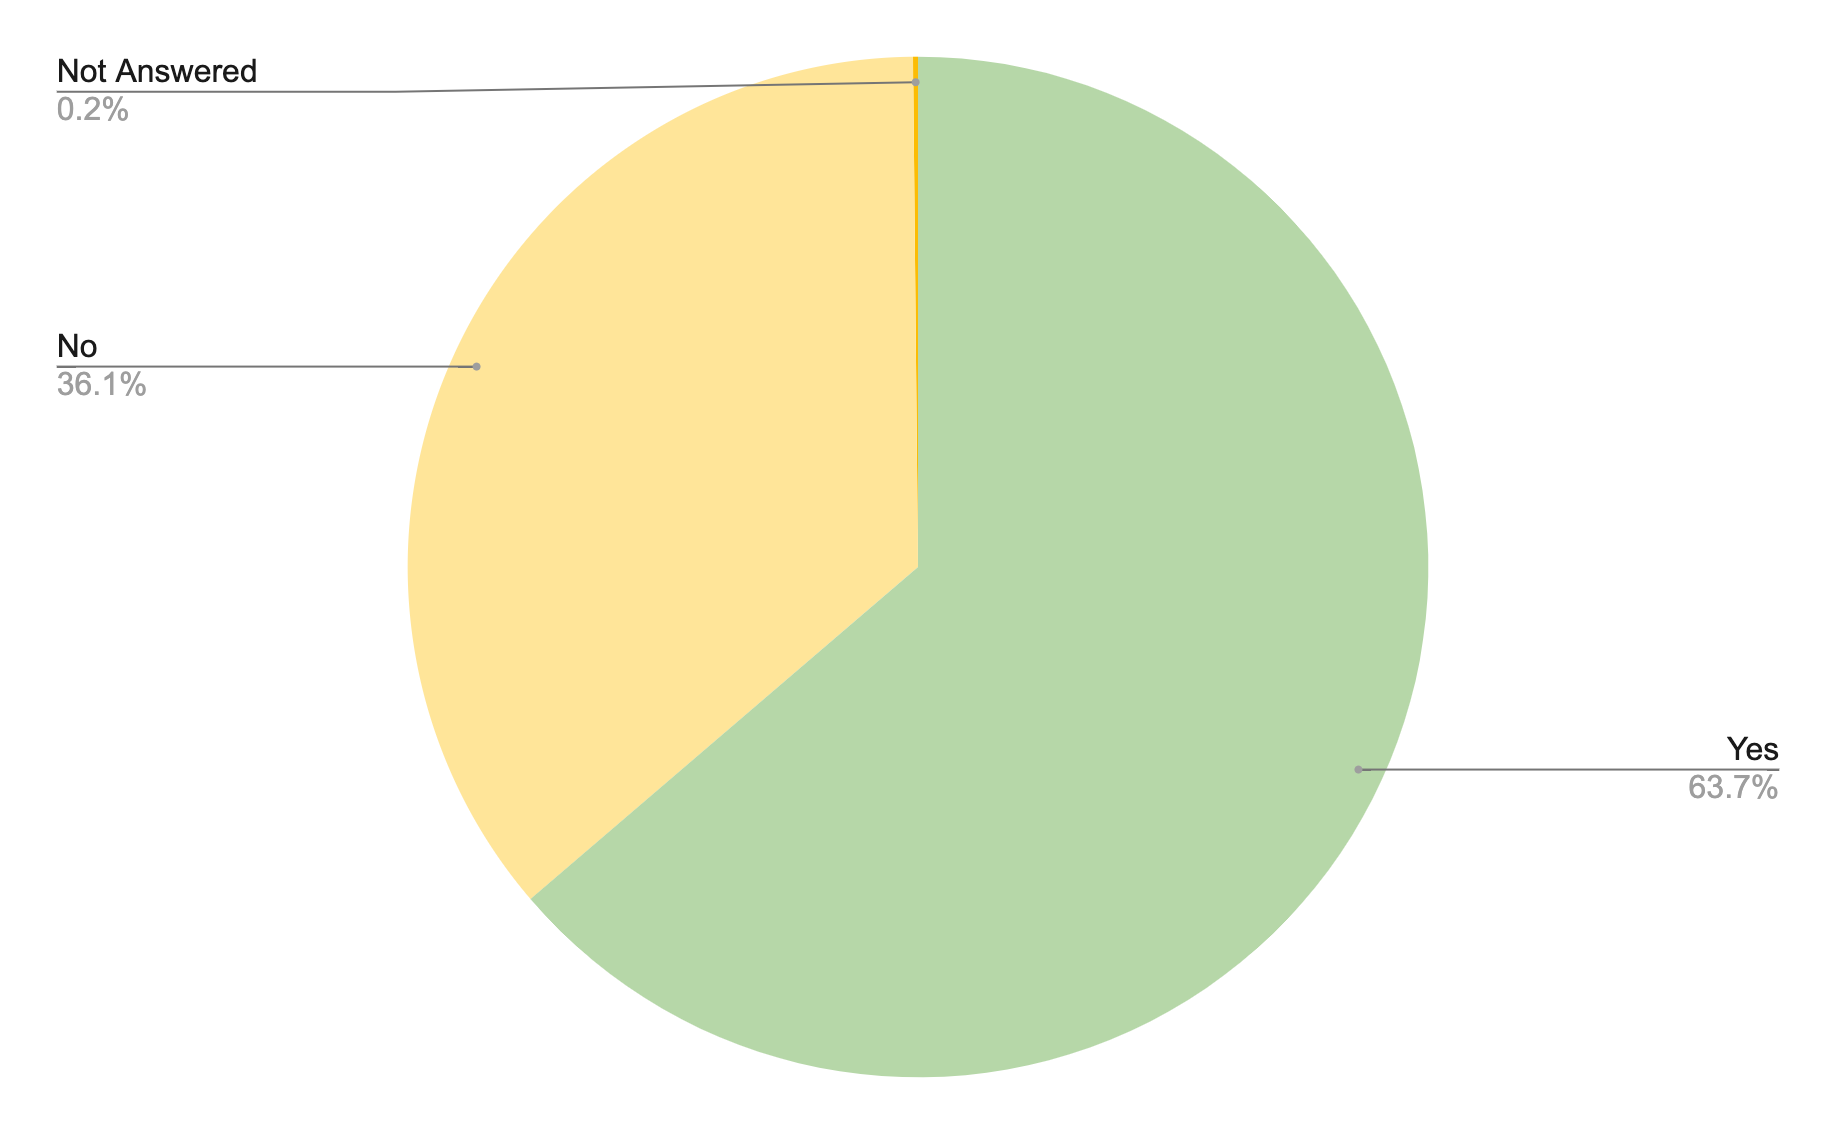 Not Answered
0.2%
No
36.1%
Yes
63.7%